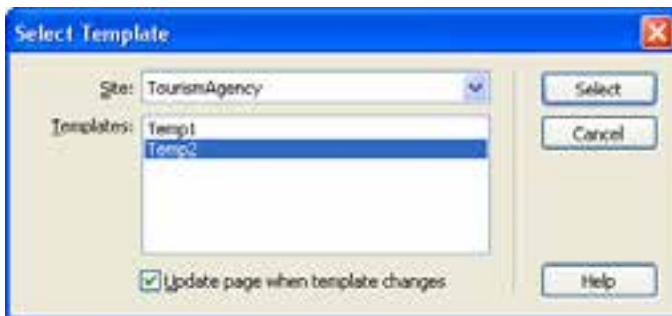 Select Template
Site: TourismAgency Select
Templates: Temp1 Cancel
Temp2
Update page when template changes Help